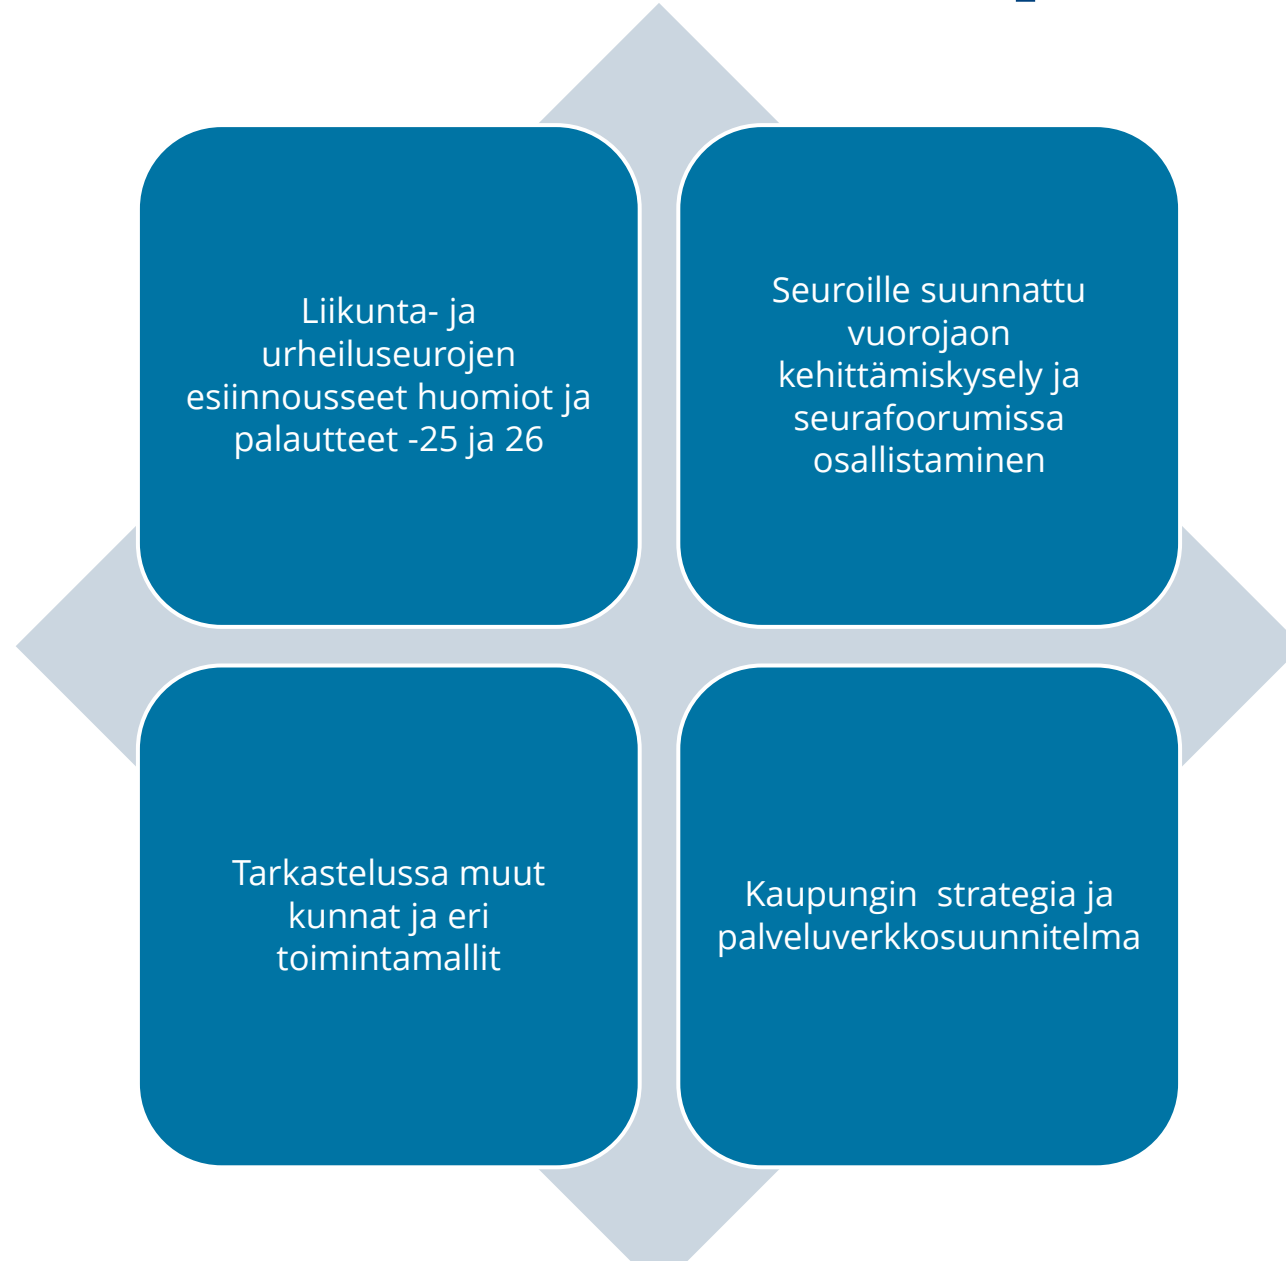 Liikunta- ja
urheiluseurojen
esiinnousseet huomiot ja
palautteet -25 ja 26
Seuroille suunnattu
vuorojaon
kehittämiskysely ja
seurafoorumissa
osallistaminen
Tarkastelussa muut
kunnat ja eri
toimintamallit
Kaupungin  strategia ja
palveluverkkosuunnitelma